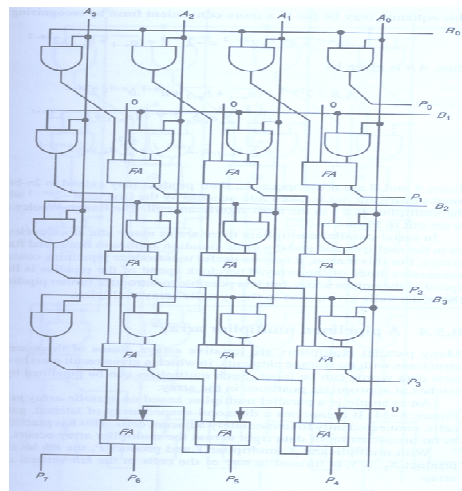 A3 A2 A1 A0
B0
P0
0 0 0
B1
FA FA FA
P1
B2
FA FA FA
P2
B3
FA FA FA
P3
0
FA FA FA
P7 P6 P5 P4